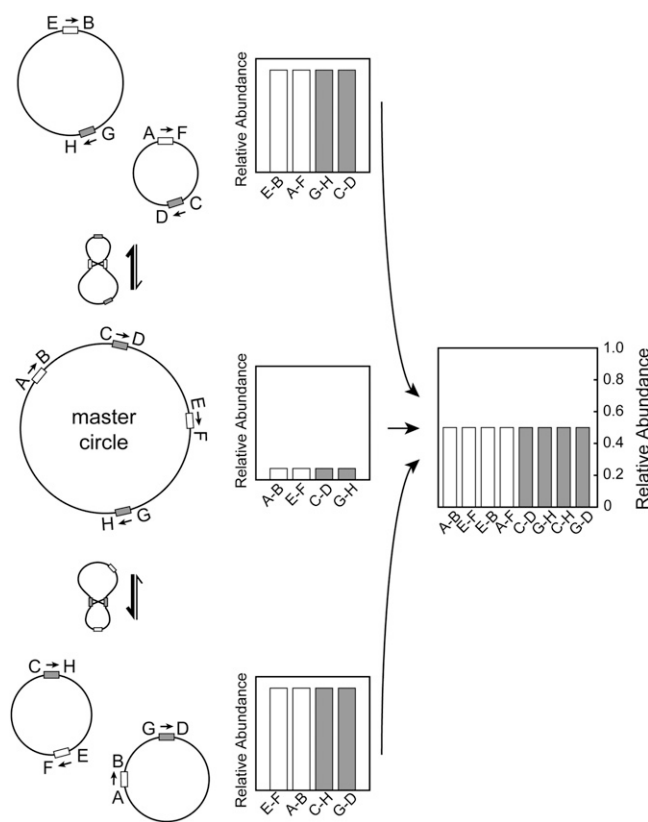 E → B
H ← G
A → F
D ← C
Relative Abundance
E-B
A-F
G-H
C-D
C → D
A → B
E → F
H ← G
master
circle
Relative Abundance
A-B
E-F
C-D
G-H
1.0
0.8
0.6
0.4
0.2
0
Relative Abundance
A-B
E-F
E-B
A-F
C-D
G-H
C-H
G-D
C → H
F ← E
G → D
B
A
Relative Abundance
E-F
A-B
C-H
G-D